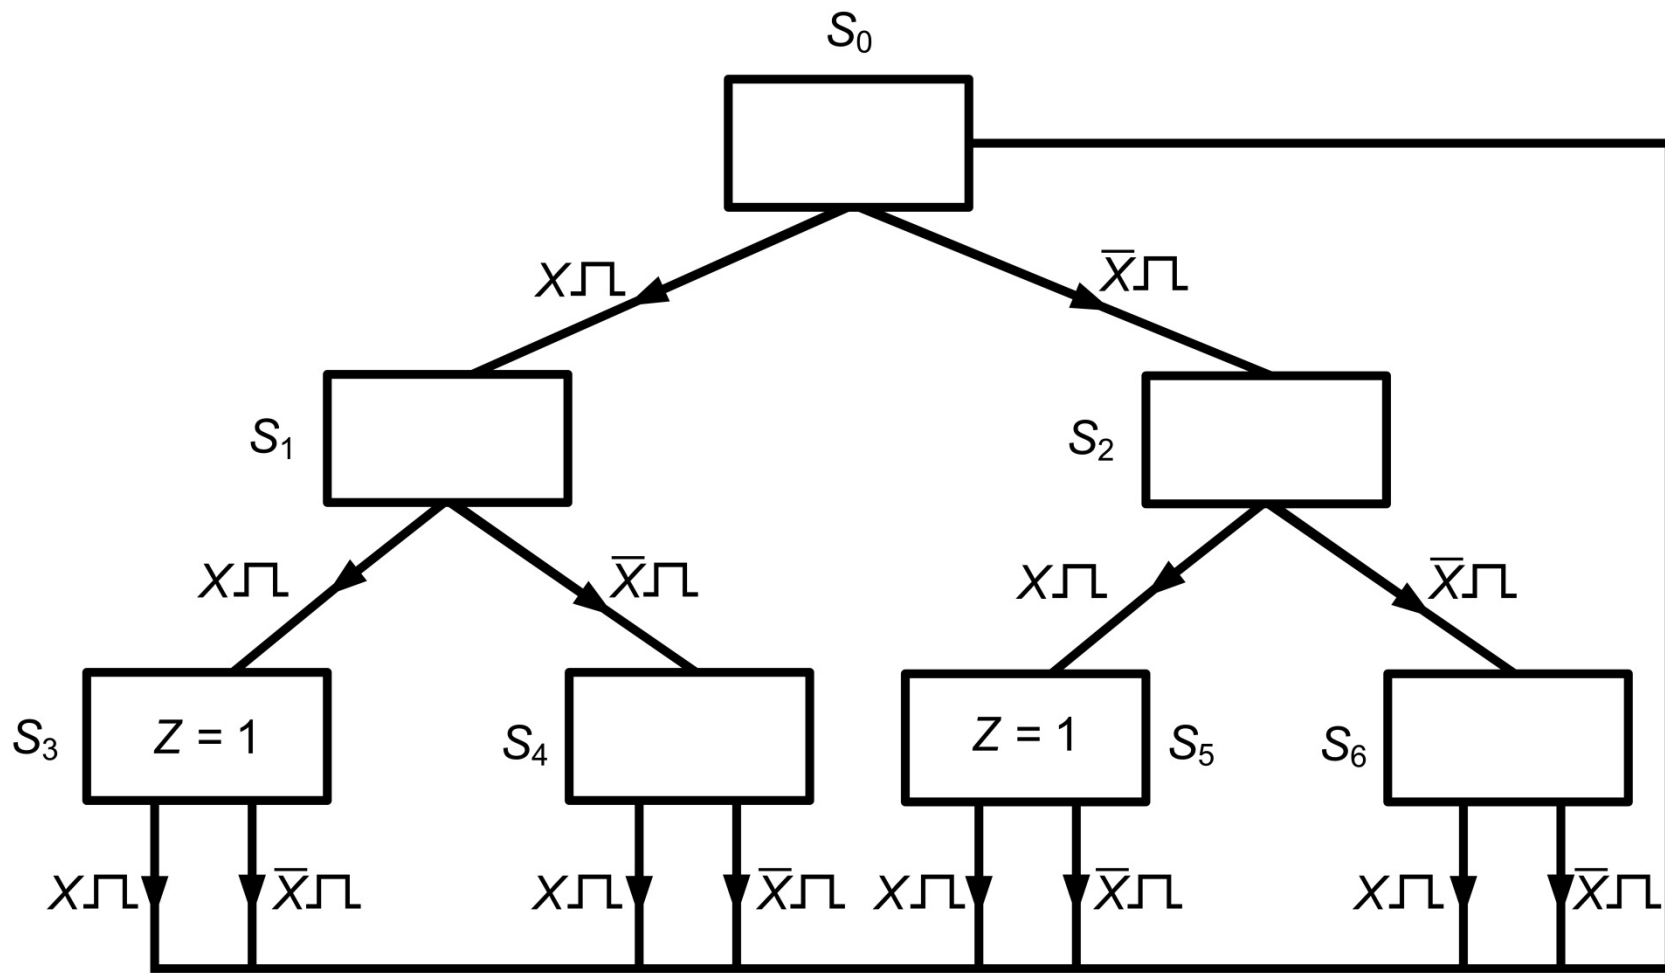 S₀
X X̅
S₁ S₂
X X̅ X X̅
S₃ Z = 1 S₄ Z = 1 S₅ S₆
X X̅ X X̅ X X̅ X X̅